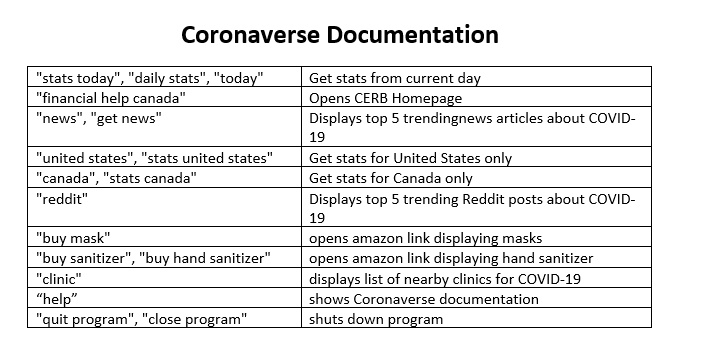 Coronaverse Documentation
"stats today", "daily stats", "today" Get stats from current day
"financial help canada" Opens CERB Homepage
"news", "get news" Displays top 5 trendingnews articles about COVID-
19
"united states", "stats united states" Get stats for United States only
"canada", "stats canada" Get stats for Canada only
"reddit" Displays top 5 trending Reddit posts about COVID-
19
"buy mask" opens amazon link displaying masks
"buy sanitizer", "buy hand sanitizer" opens amazon link displaying hand sanitizer
"clinic" displays list of nearby clinics for COVID-19
“help” shows Coronaverse documentation
"quit program", "close program" shuts down program